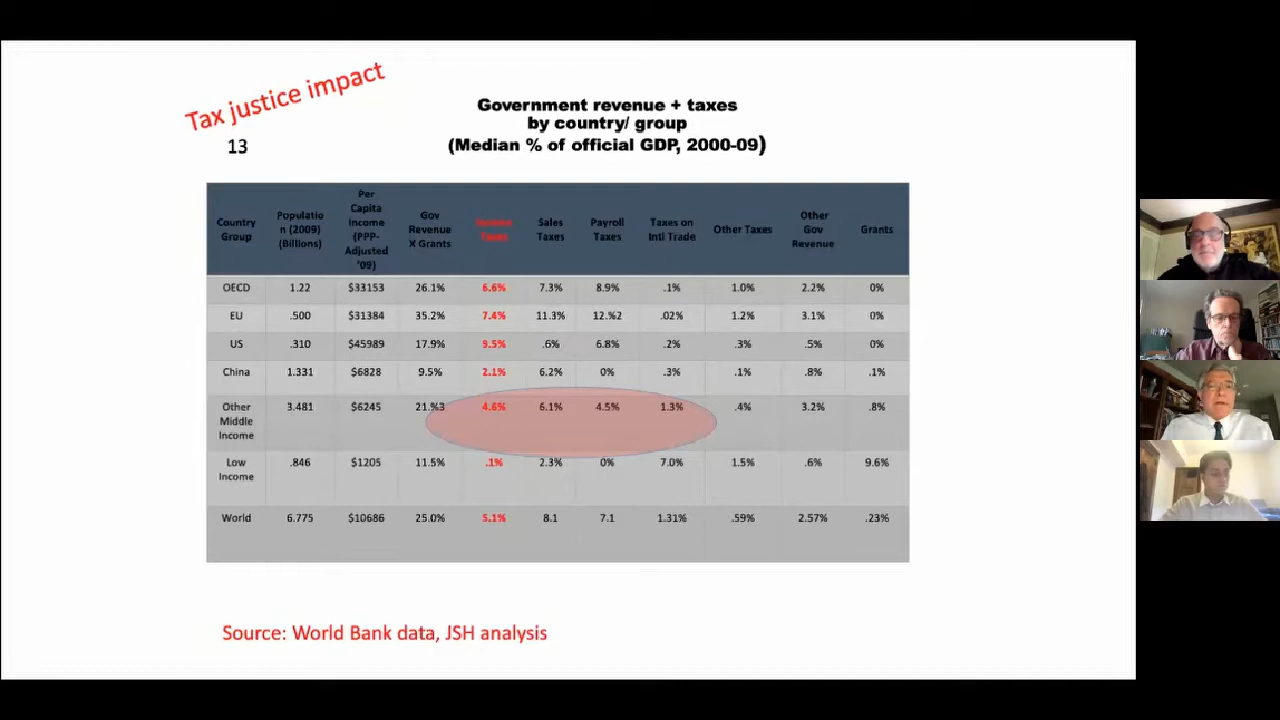 Tax justice impact
13
Government revenue + taxes
by country/ group
(Median % of official GDP, 2000-09)
Country Group Populatio n (2009) (Billions) Per Capita Income (PPP- Adjusted '09) Gov Revenue X Grants Income Taxes Sales Taxes Payroll Taxes Taxes on Intl Trade Other Taxes Other Gov Revenue Grants
OECD 1.22 $33153 26.1% 6.6% 7.3% 8.9% .1% 1.0% 2.2% 0%
EU .500 $31384 35.2% 7.4% 11.3% 12.%2 .02% 1.2% 3.1% 0%
US .310 $45989 17.9% 9.5% .6% 6.8% .2% .3% .5% 0%
China 1.331 $6828 9.5% 2.1% 6.2% 0% .3% .1% .8% .1%
Other Middle Income 3.481 $6245 21.%3 4.6% 6.1% 4.5% 1.3% .4% 3.2% .8%
Low Income .846 $1205 11.5% .1% 2.3% 0% 7.0% 1.5% .6% 9.6%
World 6.775 $10686 25.0% 5.1% 8.1 7.1 1.31% .59% 2.57% .23%
Source: World Bank data, JSH analysis